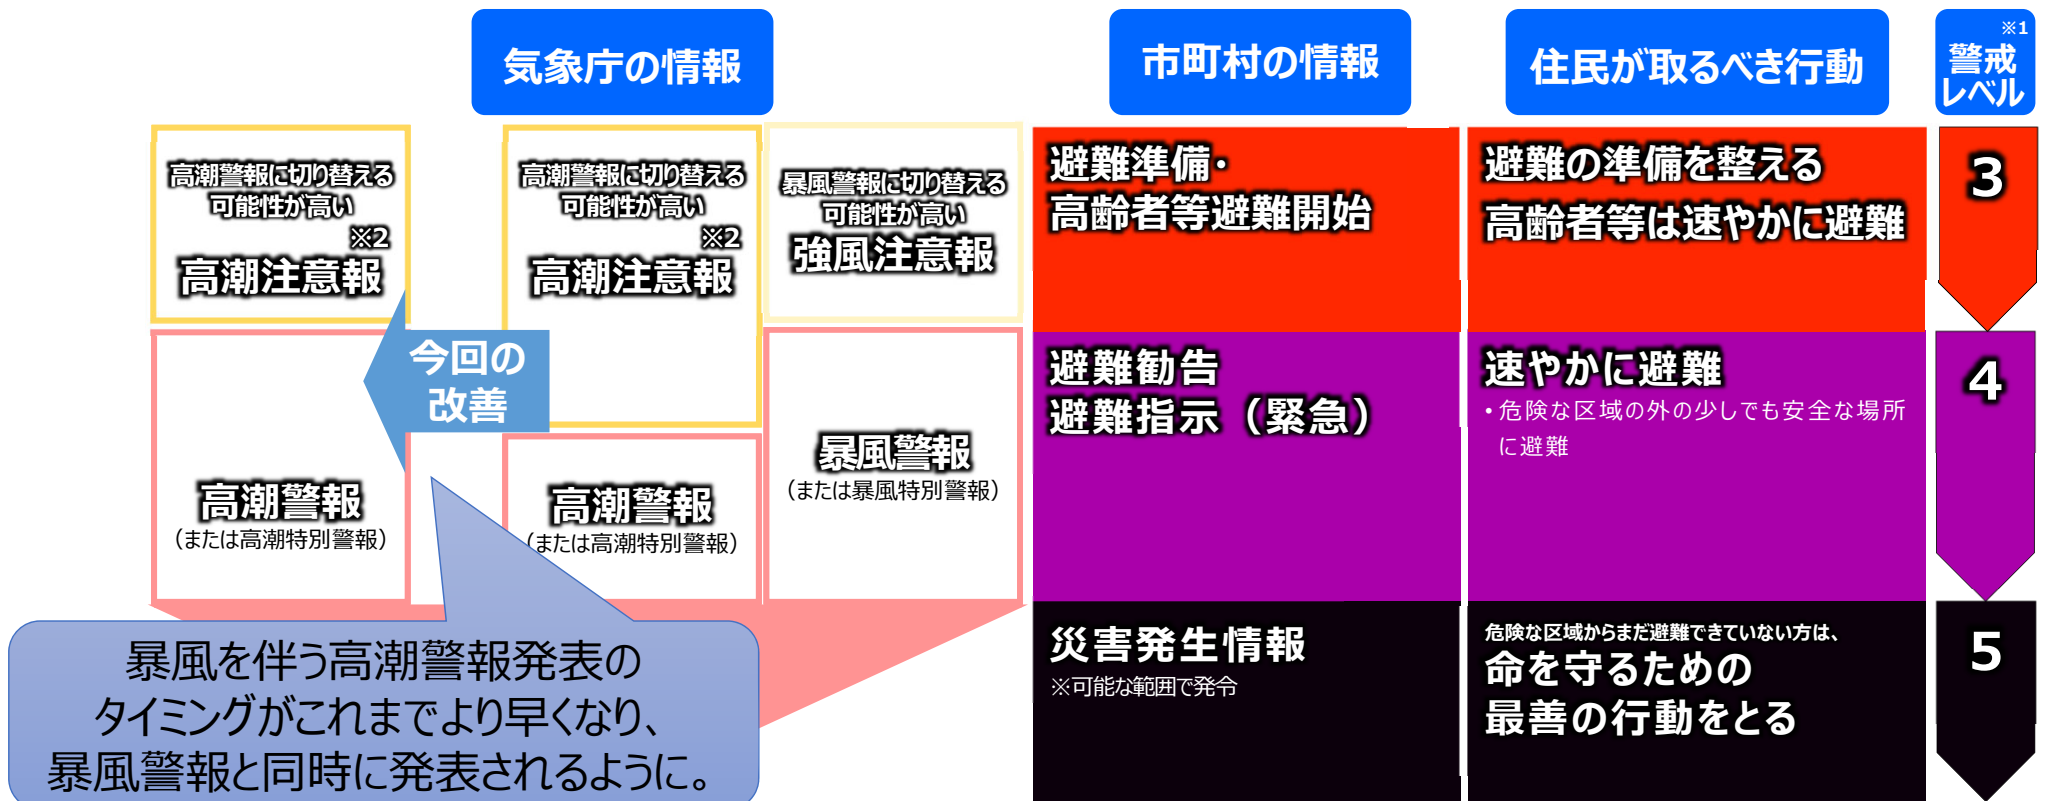 気象庁の情報
市町村の情報
住民が取るべき行動
※1
警戒
レベル
高潮警報に切り替える
可能性が高い
※2
高潮注意報
高潮警報に切り替える
可能性が高い
※2
高潮注意報
暴風警報に切り替える
可能性が高い
強風注意報
避難準備・
高齢者等避難開始
避難の準備を整える
高齢者等は速やかに避難
3
今回の
改善
高潮警報
（または高潮特別警報）
高潮警報
（または高潮特別警報）
暴風警報
（または暴風特別警報）
避難勧告
避難指示（緊急）
速やかに避難
・危険な区域の外の少しでも安全な場所
に避難
4
暴風を伴う高潮警報発表の
タイミングがこれまでより早くなり、
暴風警報と同時に発表されるように。
災害発生情報
※可能な範囲で発令
危険な区域からまだ避難できていない方は、
命を守るための
最善の行動をとる
5